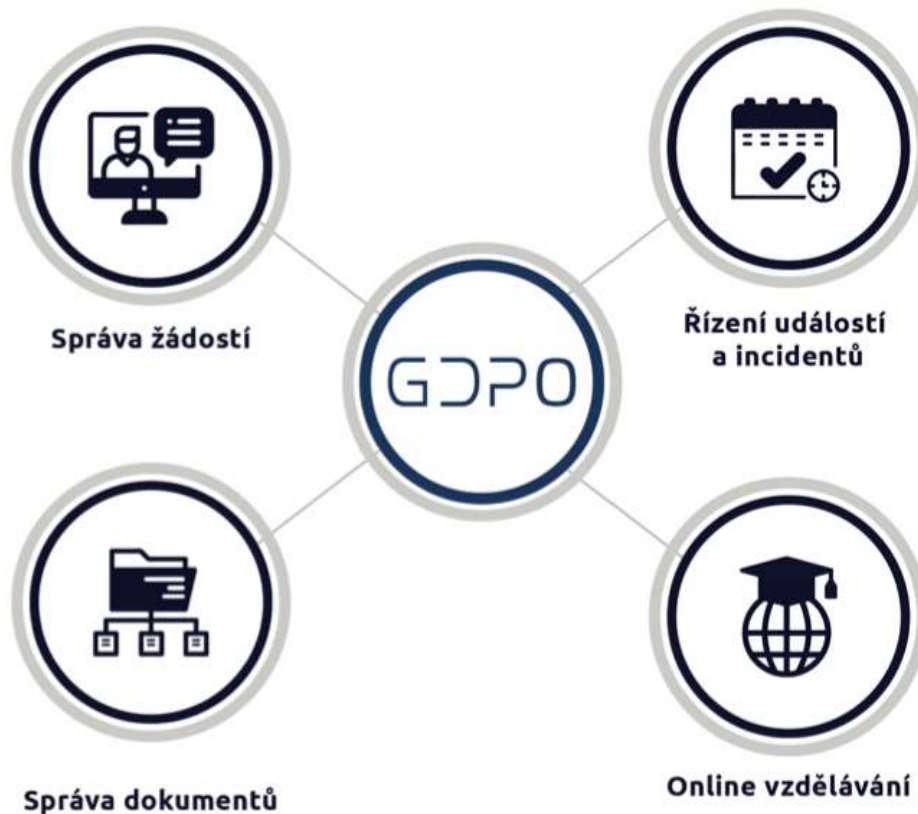 Správa žádostí
Řízení událostí
a incidentů
GDPO
Správa dokumentů
Online vzdělávání